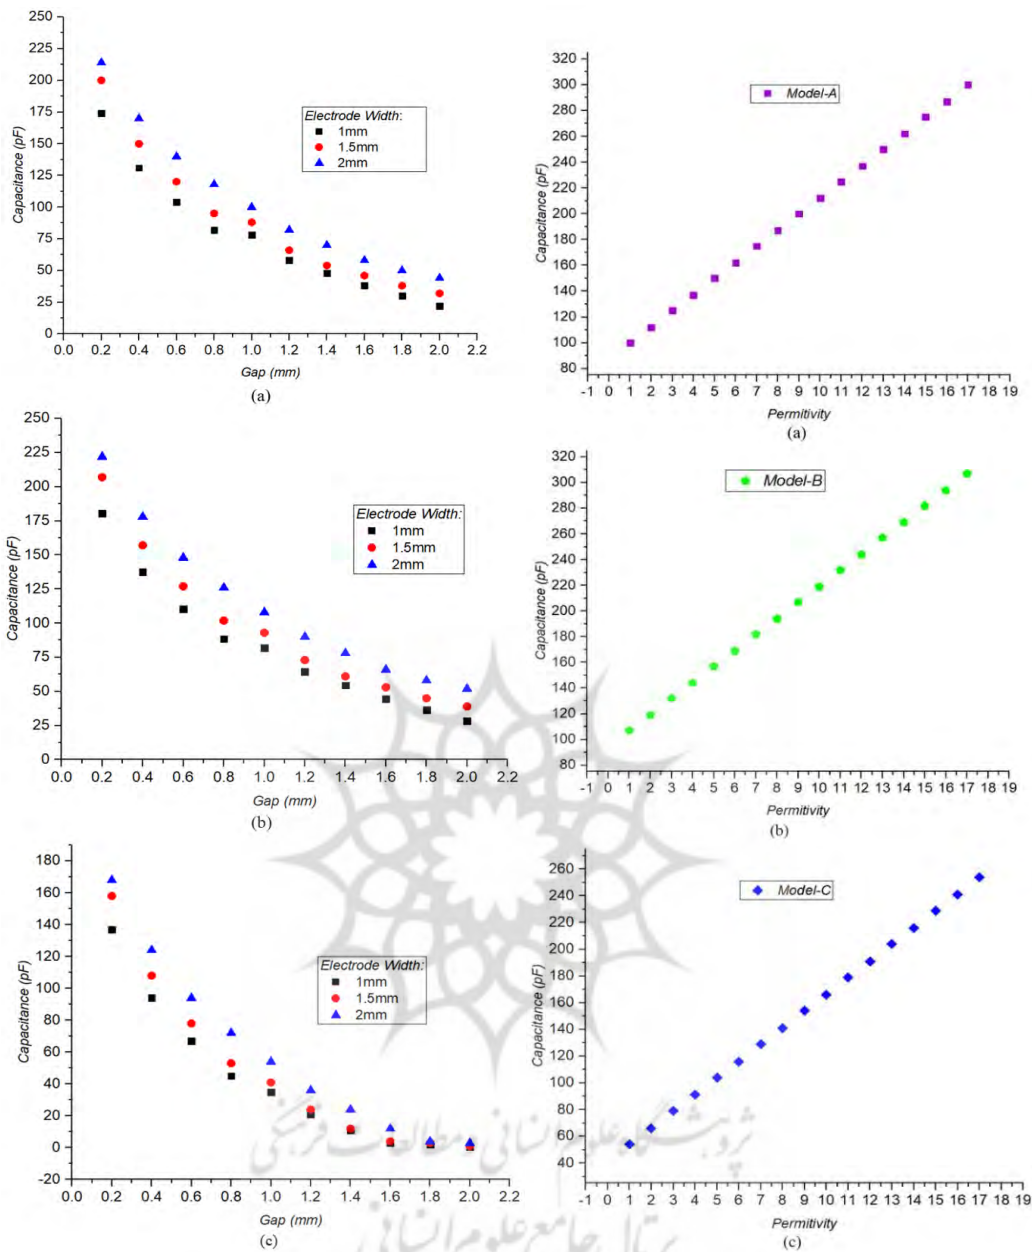 250
225
200
175
150
125
100
75
50
25
0
Capacitance (pF)
Electrode Width:
1mm
1.5mm
2mm
0.0 0.2 0.4 0.6 0.8 1.0 1.2 1.4 1.6 1.8 2.0 2.2
Gap (mm)
(a)
300
280
260
240
220
200
180
160
140
120
100
80
Capacitance (pF)
Model-A
-1 0 1 2 3 4 5 6 7 8 9 10 11 12 13 14 15 16 17 18 19
Permitivity
(a)
250
225
200
175
150
125
100
75
50
25
0
Capacitance (pF)
Electrode Width:
1mm
1.5mm
2mm
0.0 0.2 0.4 0.6 0.8 1.0 1.2 1.4 1.6 1.8 2.0 2.2
Gap (mm)
(b)
320
300
280
260
240
220
200
180
160
140
120
100
80
Capacitance (pF)
Model-B
-1 0 1 2 3 4 5 6 7 8 9 10 11 12 13 14 15 16 17 18 19
Permitivity
(b)
180
160
140
120
100
80
60
40
20
0
-20
Capacitance (pF)
Electrode Width:
1mm
1.5mm
2mm
0.0 0.2 0.4 0.6 0.8 1.0 1.2 1.4 1.6 1.8 2.0 2.2
Gap (mm)
(c)
260
240
220
200
180
160
140
120
100
80
60
40
Capacitance (pF)
Model-C
-1 0 1 2 3 4 5 6 7 8 9 10 11 12 13 14 15 16 17 18 19
Permitivity
(c)
پژوهشگاه علوم انسانی و مطالعات فرهنگی
پرتال جامع علوم انسانی